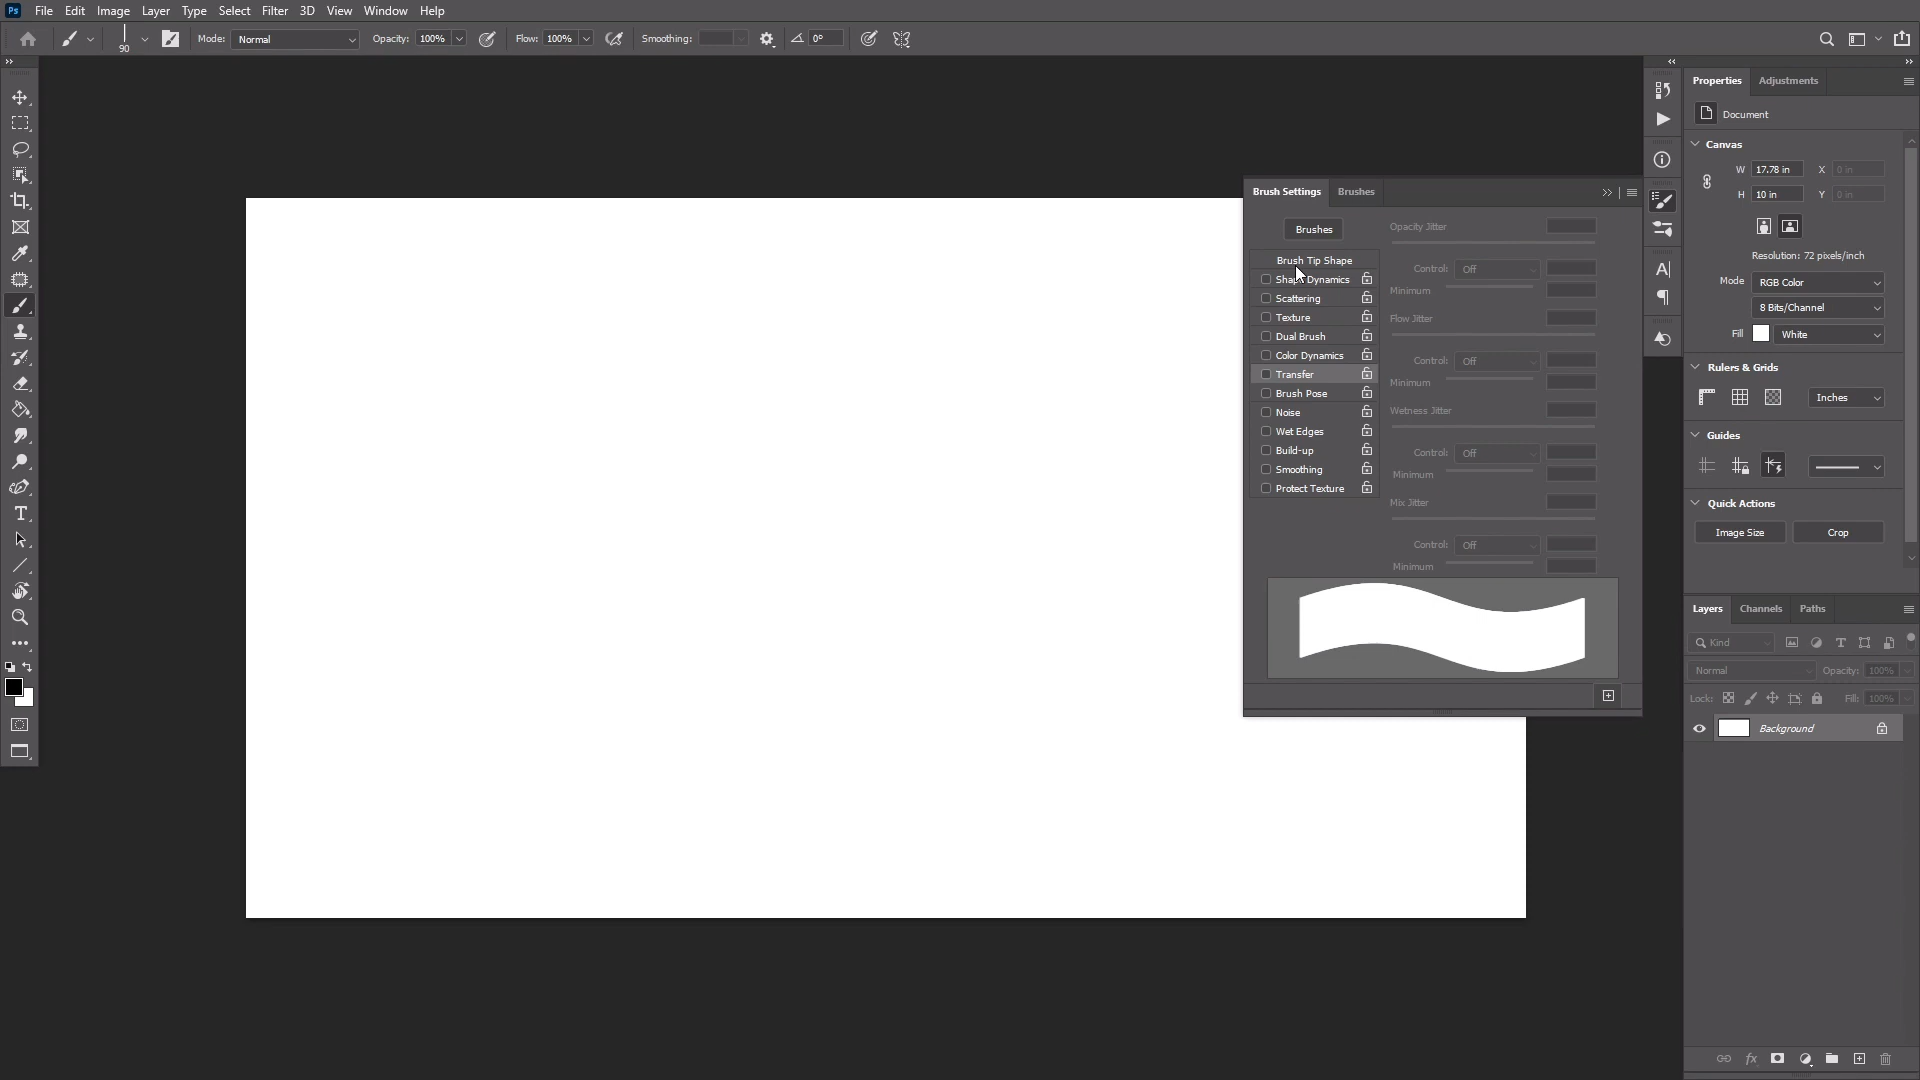 Ps File Edit Image Layer Type Select Filter 3D View Window Help
90 Mode: Normal Opacity: 100% Flow: 100% Smoothing: 0°
Properties Adjustments
Document
Canvas
W 17.78 in X 0 in
H 10 in Y 0 in
Resolution: 72 pixels/inch
Mode RGB Color
8 Bits/Channel
Fill White
Rulers & Grids
Inches
Guides
Quick Actions
Image Size Crop
Brush Settings Brushes
Brushes
Brush Tip Shape
Shape Dynamics
Scattering
Texture
Dual Brush
Color Dynamics
Transfer
Brush Pose
Noise
Wet Edges
Build-up
Smoothing
Protect Texture
Opacity Jitter
Control: Off
Minimum
Flow Jitter
Control: Off
Minimum
Wetness Jitter
Control: Off
Minimum
Mix Jitter
Control: Off
Minimum
Layers Channels Paths
Kind
Normal Opacity: 100%
Lock: Fill: 100%
Background